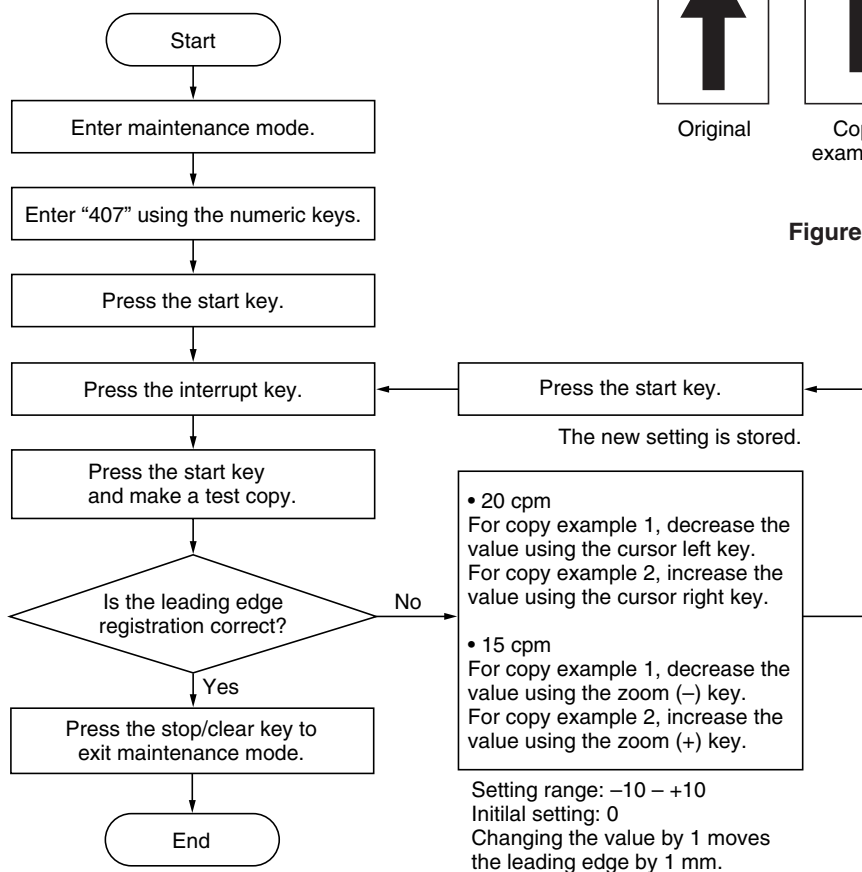 Start
Enter maintenance mode.
Enter “407” using the numeric keys.
Press the start key.
Press the interrupt key.
Press the start key
and make a test copy.
Is the leading edge
registration correct?
No
Yes
Press the stop/clear key to
exit maintenance mode.
End
Original
Figure
Press the start key.
The new setting is stored.
• 20 cpm
For copy example 1, decrease the
value using the cursor left key.
For copy example 2, increase the
value using the cursor right key.
• 15 cpm
For copy example 1, decrease the
value using the zoom (–) key.
For copy example 2, increase the
value using the zoom (+) key.
Setting range: –10 – +10
Initilal setting: 0
Changing the value by 1 moves
the leading edge by 1 mm.